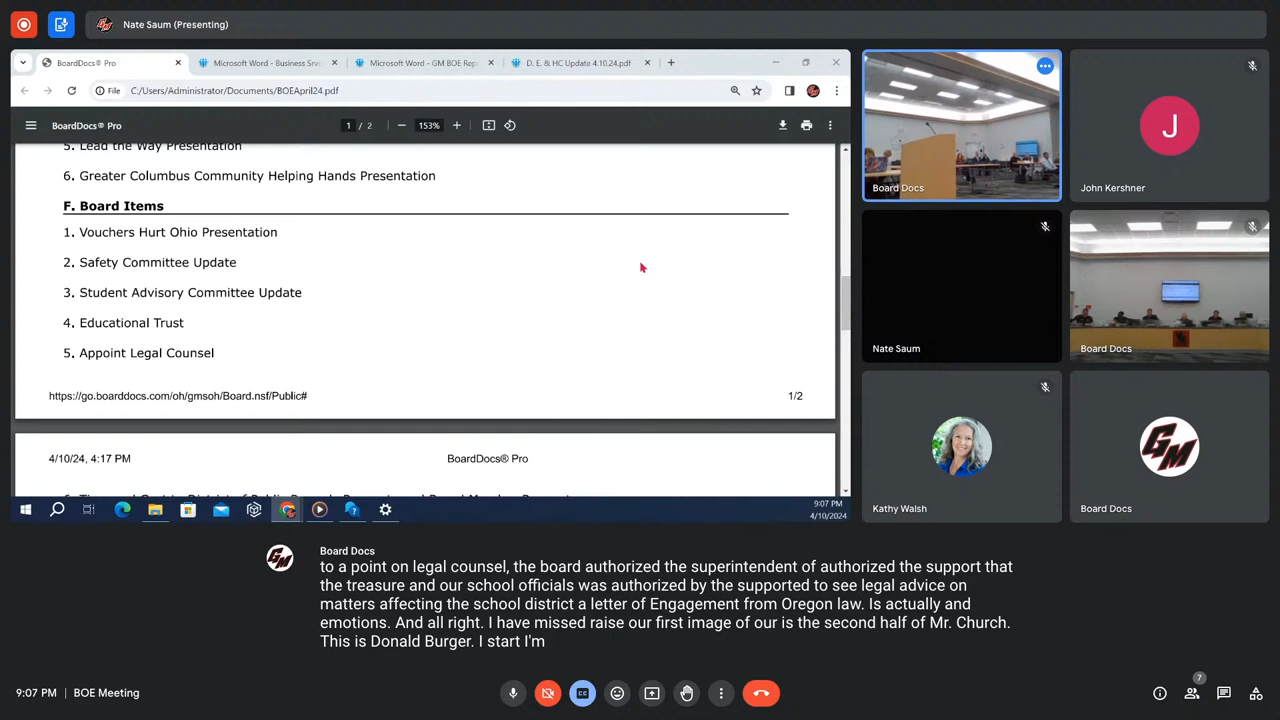 Nate Saum (Presenting)
BoardDocs® Pro
Microsoft Word - Business Srvic
Microsoft Word - GM BOE Rep
D. E. & HC Update 4.10.24.pdf
File
C:/Users/Administrator/Documents/BOEApril24.pdf
BoardDocs® Pro
1 / 2
153%
5. Lead the Way Presentation
6. Greater Columbus Community Helping Hands Presentation
F. Board Items
1. Vouchers Hurt Ohio Presentation
2. Safety Committee Update
3. Student Advisory Committee Update
4. Educational Trust
5. Appoint Legal Counsel
https://go.boarddocs.com/oh/gmsoh/Board.nsf/Public#
1/2
4/10/24, 4:17 PM
BoardDocs® Pro
9:07 PM
4/10/2024
Board Docs
J
John Kershner
Nate Saum
Board Docs
Kathy Walsh
GM
Board Docs
Board Docs
to a point on legal counsel, the board authorized the superintendent of authorized the support that
the treasure and our school officials was authorized by the supported to see legal advice on
matters affecting the school district a letter of Engagement from Oregon law. Is actually and
emotions. And all right. I have missed raise our first image of our is the second half of Mr. Church.
This is Donald Burger. I start I'm
9:07 PM
BOE Meeting
CC
7